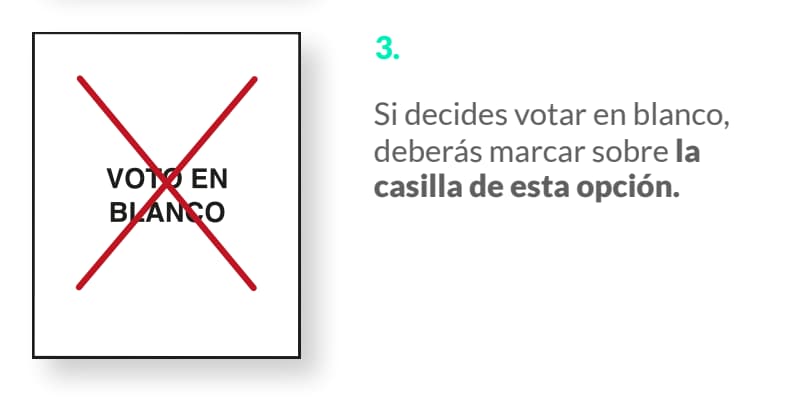 VOTO EN
BLANCO
3.
Si decides votar en blanco,
deberás marcar sobre la
casilla de esta opción.